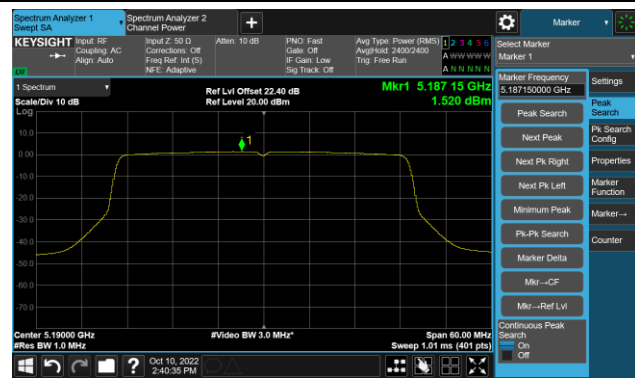 Spectrum Analyzer 1
Swept SA
Spectrum Analyzer 2
Channel Power
+
Marker
KEYSIGHT
Input: RF
Coupling: AC
Align: Auto
Input Z: 50 Ω
Corrections: Off
Freq Ref: Int (S)
NFE: Adaptive
Atten: 10 dB
PNO: Fast
Gate: Off
IF Gain: Low
Sig Track: Off
Avg Type: Power (RMS)
Avg|Hold: 2400/2400
Trig: Free Run
1 2 3 4 5 6
A W W W W W
A N N N N N
LXI
Select Marker
Marker 1
1 Spectrum
Scale/Div 10 dB
Log
Ref Lvl Offset 22.40 dB
Ref Level 20.00 dBm
Mkr1 5.187 15 GHz
1.520 dBm
10.0
0.00
-10.0
-20.0
-30.0
-40.0
-50.0
-60.0
-70.0
1
Center 5.19000 GHz
#Res BW 1.0 MHz
#Video BW 3.0 MHz*
Span 60.00 MHz
Sweep 1.01 ms (401 pts)
Marker Frequency
5.187150000 GHz
Peak Search
Next Peak
Next Pk Right
Next Pk Left
Minimum Peak
Pk-Pk Search
Marker Delta
Mkr→CF
Mkr→Ref Lvl
Continuous Peak
Search
On
Off
Settings
Peak
Search
Pk Search
Config
Properties
Marker
Function
Marker→
Counter
?
Oct 10, 2022
2:40:35 PM